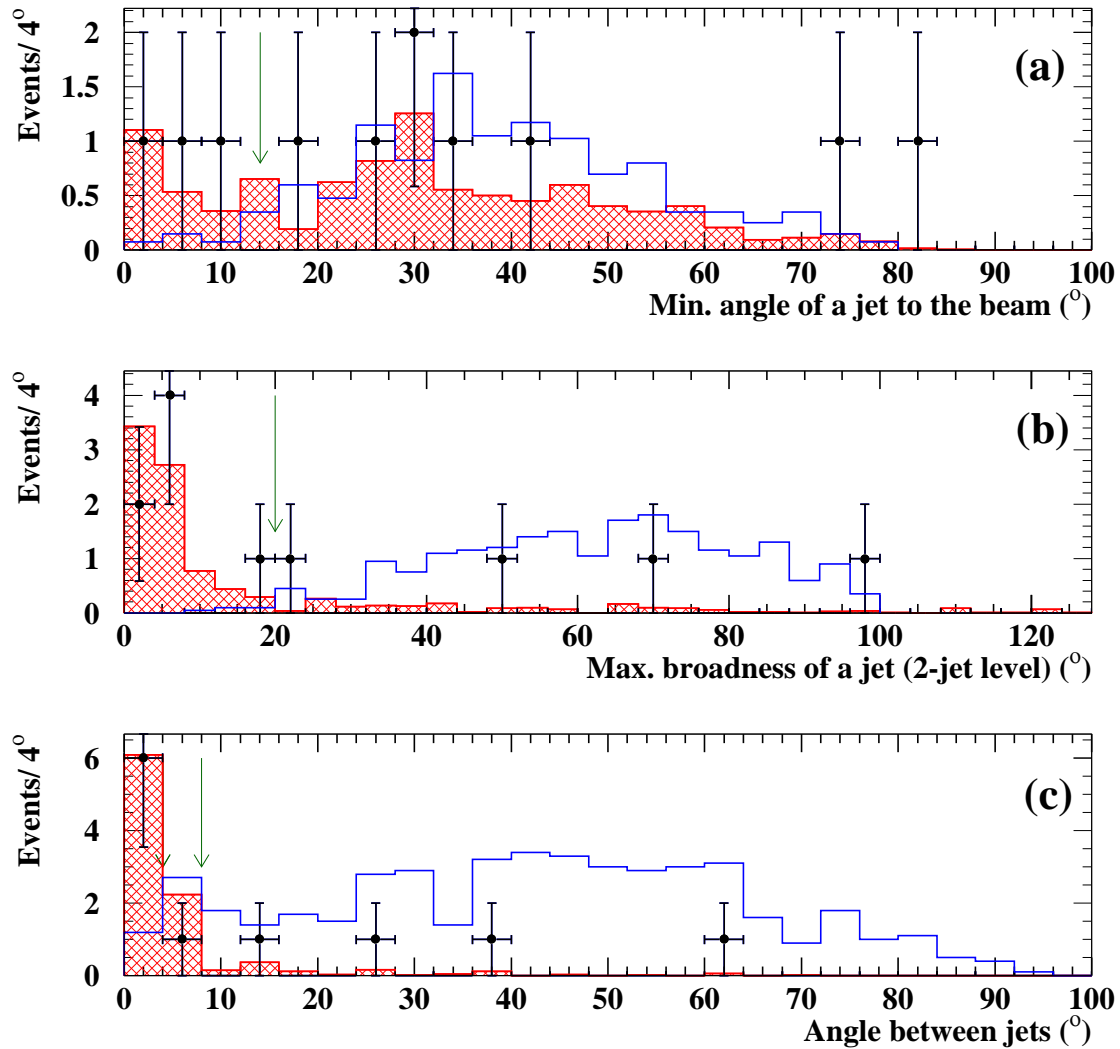 Events/ 4°
2
1.5
1
0.5
0
(a)
0 10 20 30 40 50 60 70 80 90 100
Min. angle of a jet to the beam (°)
Events/ 4°
4
3
2
1
0
(b)
0 20 40 60 80 100 120
Max. broadness of a jet (2-jet level) (°)
Events/ 4°
6
4
2
0
(c)
0 10 20 30 40 50 60 70 80 90 100
Angle between jets (°)